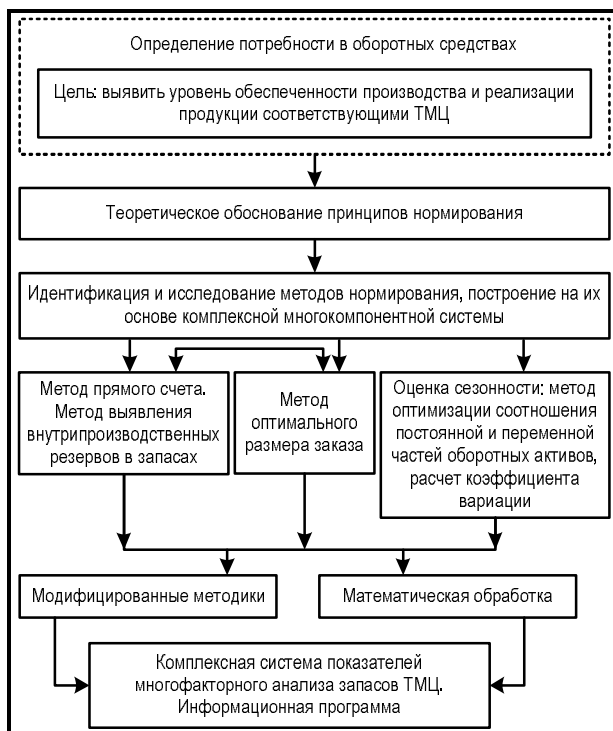 Определение потребности в оборотных средствах
Цель: выявить уровень обеспеченности производства и реализации
продукции соответствующими ТМЦ
Теоретическое обоснование принципов нормирования
Идентификация и исследование методов нормирования, построение на их
основе комплексной многокомпонентной системы
Метод прямого счета.
Метод выявления
внутрипроизводственных
резервов в запасах
Метод
оптимального
размера заказа
Оценка сезонности: метод
оптимизации соотношения
постоянной и переменной
частей оборотных активов,
расчет коэффициента
вариации
Модифицированные методики
Математическая обработка
Комплексная система показателей
многофакторного анализа запасов ТМЦ.
Информационная программа